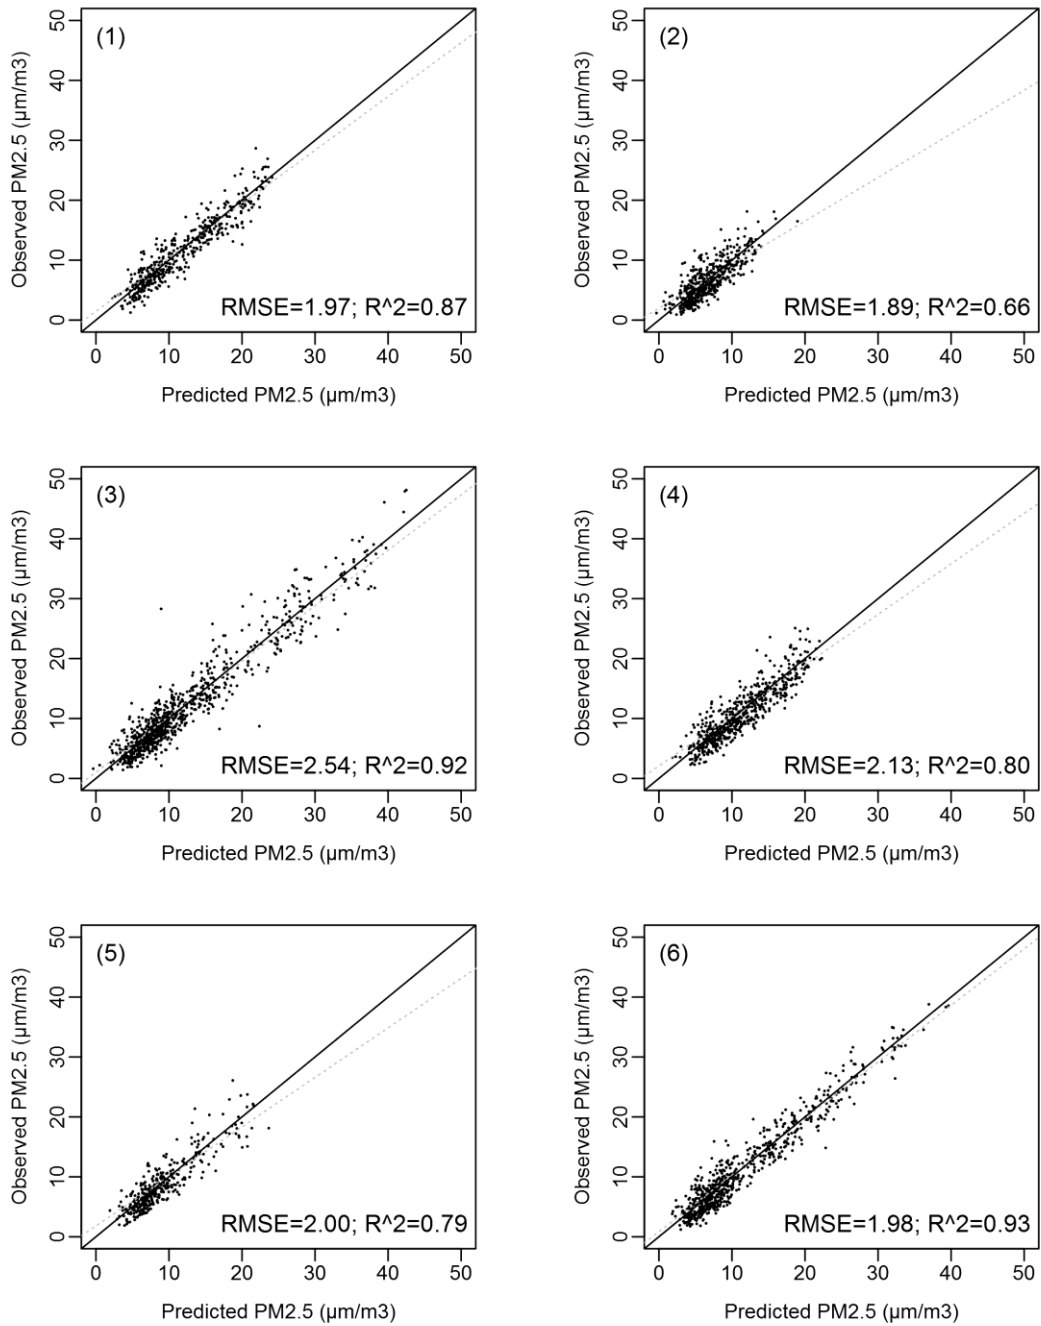 (1)
50
40
30
20
10
0
Observed PM2.5 (µm/m3)
RMSE=1.97; R^2=0.87
0 10 20 30 40 50
Predicted PM2.5 (µm/m3)
(2)
50
40
30
20
10
0
Observed PM2.5 (µm/m3)
RMSE=1.89; R^2=0.66
0 10 20 30 40 50
Predicted PM2.5 (µm/m3)
(3)
50
40
30
20
10
0
Observed PM2.5 (µm/m3)
RMSE=2.54; R^2=0.92
0 10 20 30 40 50
Predicted PM2.5 (µm/m3)
(4)
50
40
30
20
10
0
Observed PM2.5 (µm/m3)
RMSE=2.13; R^2=0.80
0 10 20 30 40 50
Predicted PM2.5 (µm/m3)
(5)
50
40
30
20
10
0
Observed PM2.5 (µm/m3)
RMSE=2.00; R^2=0.79
0 10 20 30 40 50
Predicted PM2.5 (µm/m3)
(6)
50
40
30
20
10
0
Observed PM2.5 (µm/m3)
RMSE=1.98; R^2=0.93
0 10 20 30 40 50
Predicted PM2.5 (µm/m3)